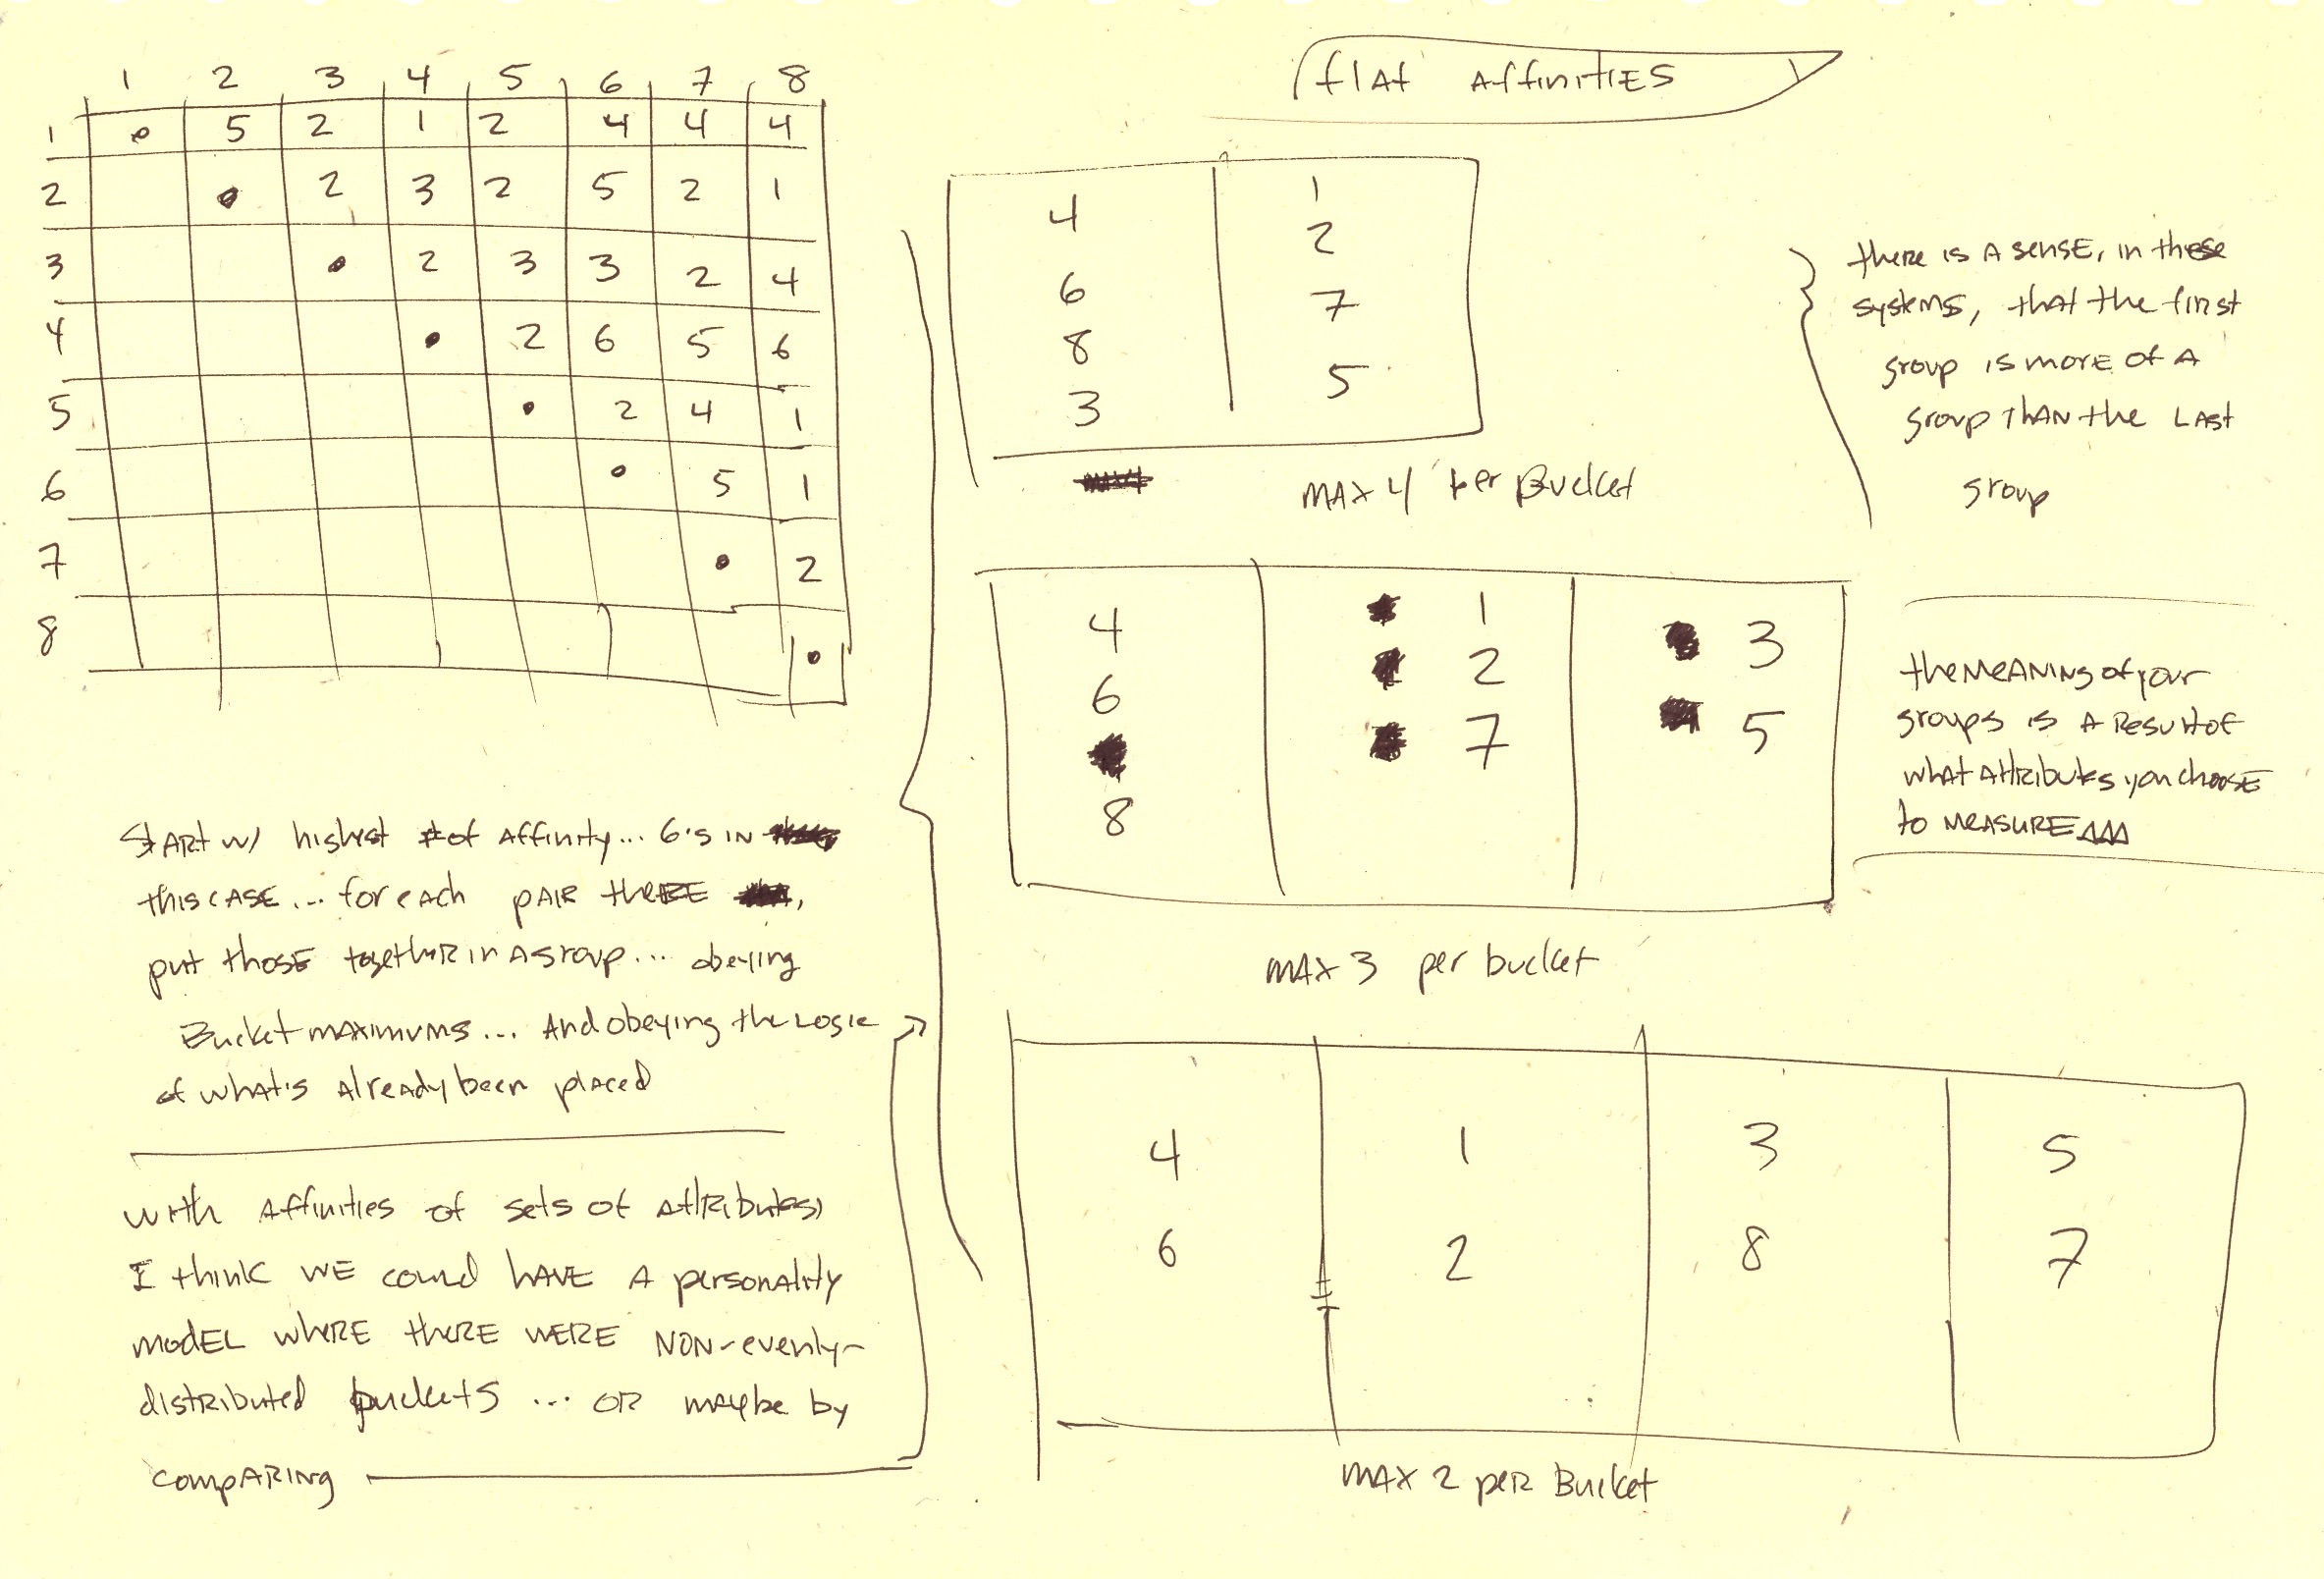 flat Affinities
1 2 3 4 5 6 7 8
1 5 2 1 2 4 4 4
2 2 3 2 5 2 1
3 2 3 3 2 4
4 2 6 5 6
5 2 4 1
6 5 1
7 2
8
START w/ highest # of Affinity... 6's in
this case... for each pair there
put those together in a group... obeying
Bucket maximums... And obeying the logic
of what's already been placed
with affinities of sets of attributes,
I think we could have a personality
model where there were non-evenly-
distributed buckets ... or maybe by
comparing
4 1
6 2
8 7
3 5
MAX 4 per Bucket
there is a sense, in these
systems, that the first
group is more of a
group than the last
group
4 1 3
6 2 5
8 7
MAX 3 per bucket
the meaning of your
groups is a result of
what attributes you choose
to measure
4 1 3 5
6 2 8 7
MAX 2 per Bucket